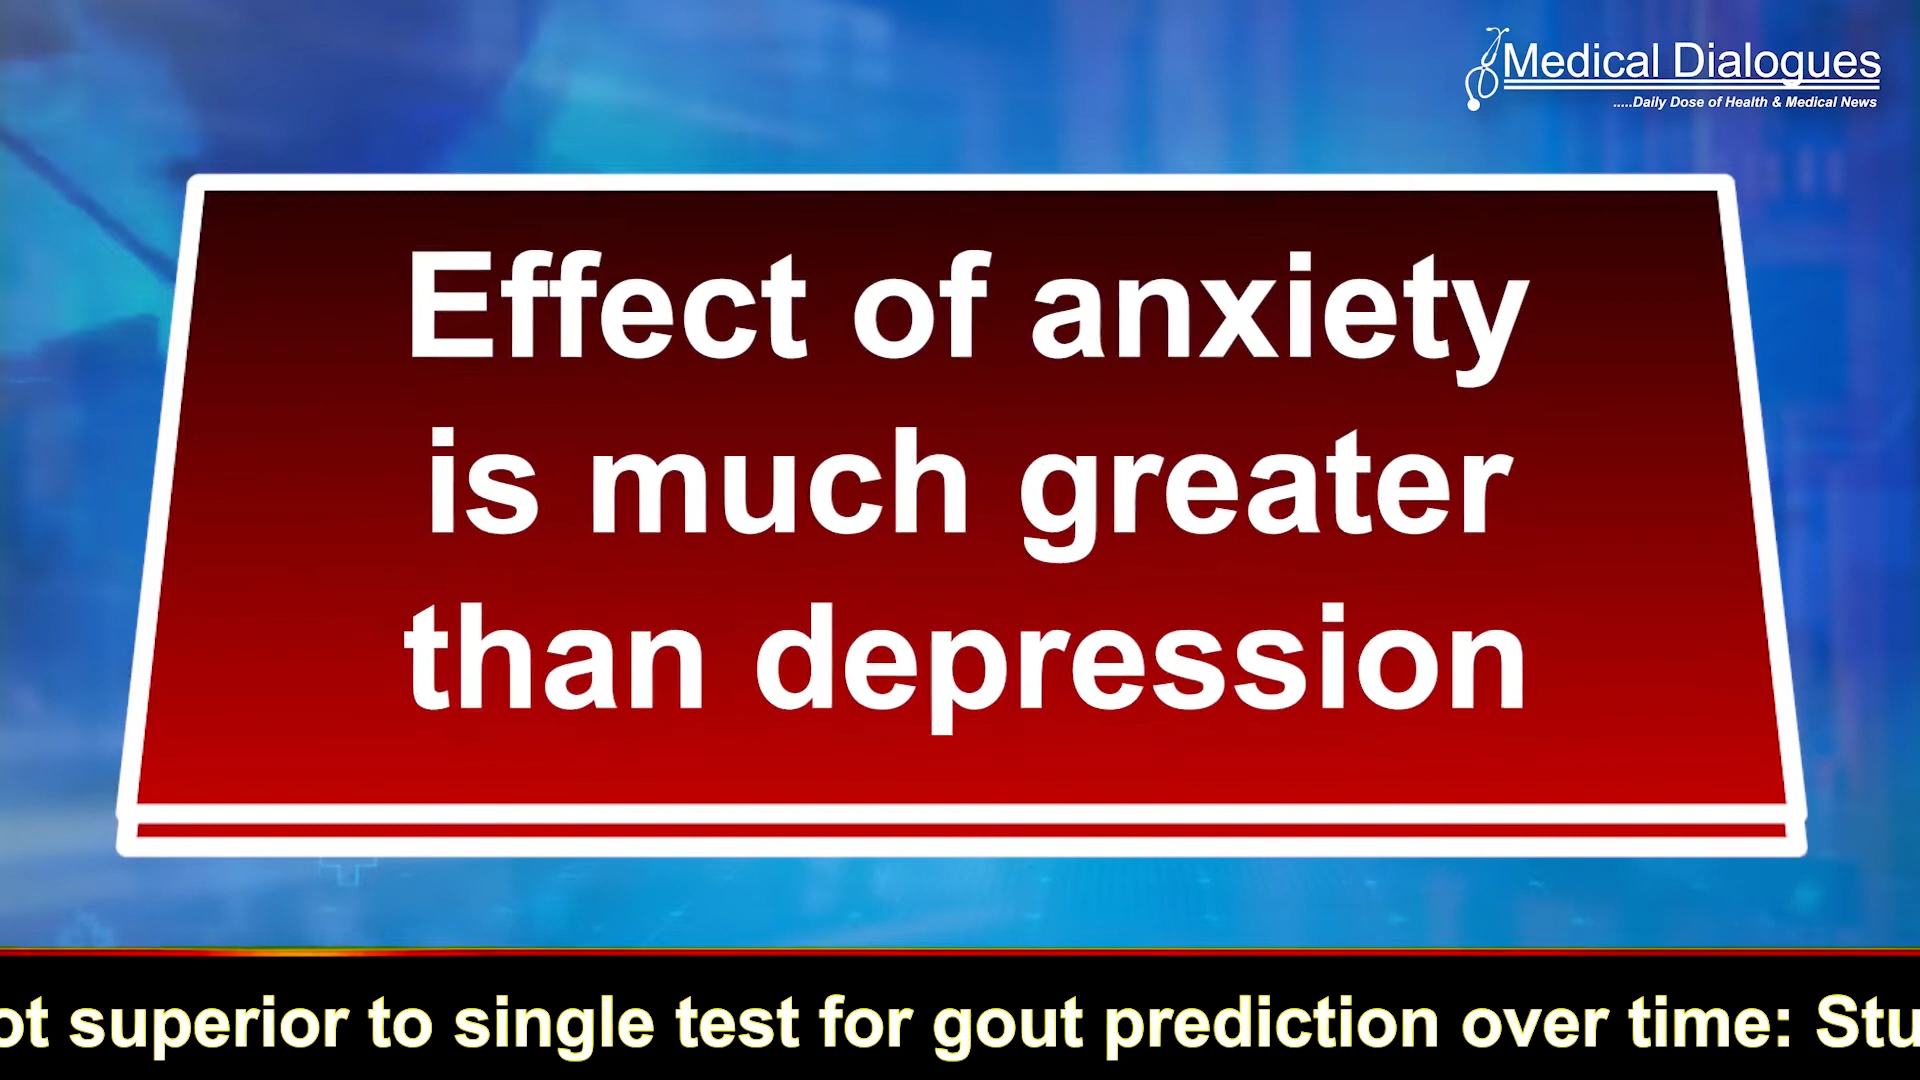 Medical Dialogues
.....Daily Dose of Health & Medical News
Effect of anxiety
is much greater
than depression
superior to single test for gout prediction over time: